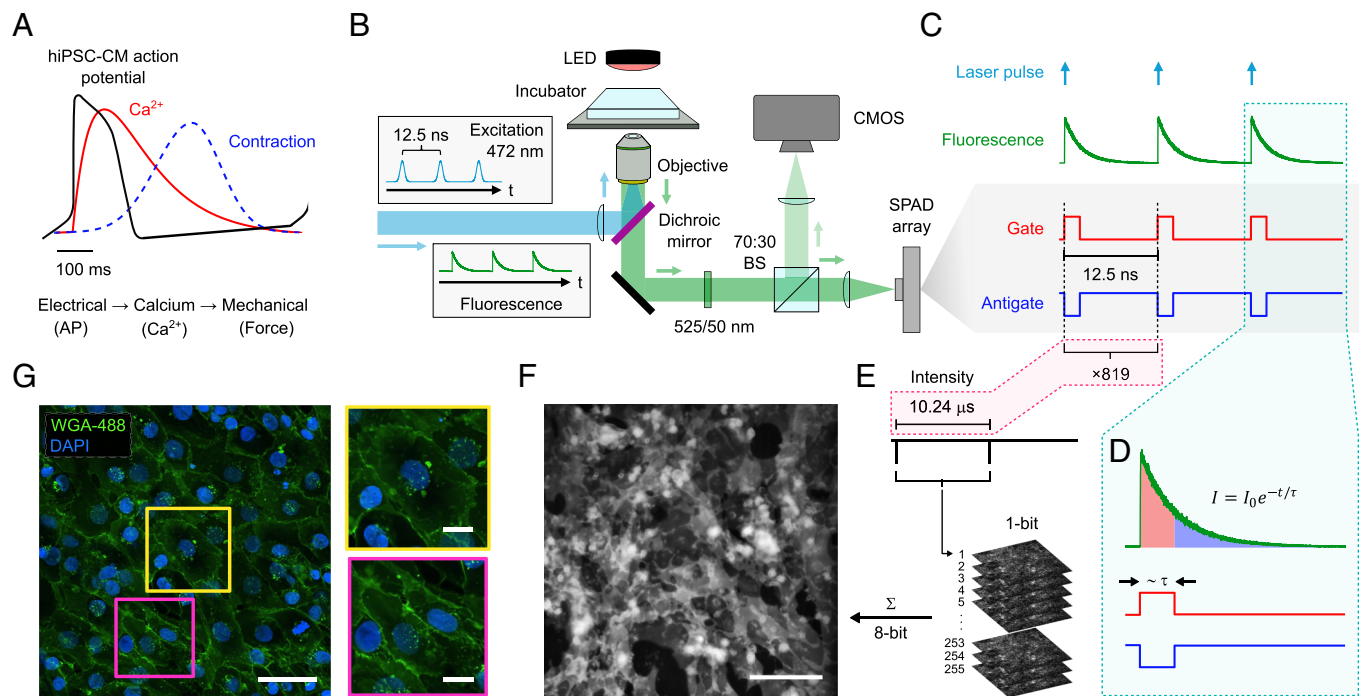 A
hiPSC-CM action
potential
Ca²⁺
Contraction
100 ms
Electrical → Calcium → Mechanical
(AP) (Ca²⁺) (Force)
B
LED
Incubator
12.5 ns
Excitation
472 nm
t
Objective
Dichroic
mirror
t
Fluorescence
525/50 nm
70:30
BS
CMOS
SPAD
array
C
Laser pulse
Fluorescence
Gate
12.5 ns
Antigate
×819
D
I = I₀e^{−t/τ}
~ τ
E
Intensity
10.24 μs
1-bit
1
2
3
4
5
.
.
.
253
254
255
Σ
8-bit
F
G
WGA-488
DAPI